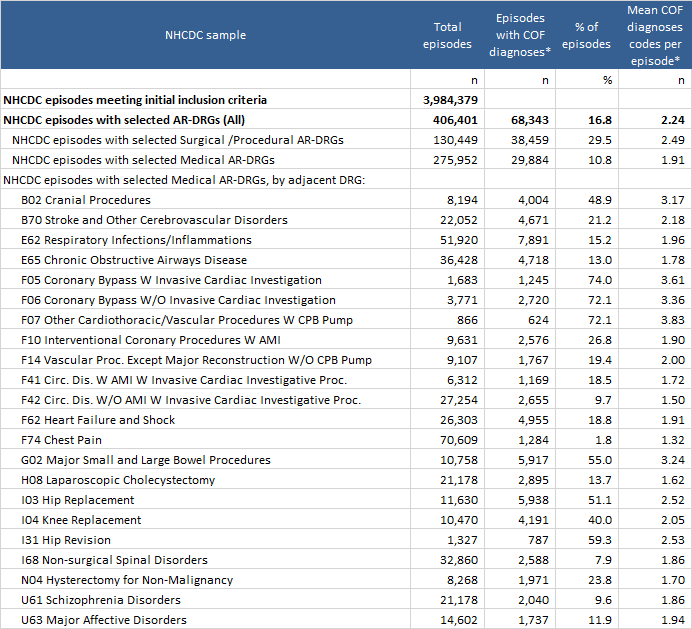 NHCDC sample Total episodes Episodes with COF diagnoses* % of episodes Mean COF diagnoses codes per episode*
n n % n
NHCDC episodes meeting initial inclusion criteria 3,984,379
NHCDC episodes with selected AR-DRGs (All) 406,401 68,343 16.8 2.24
NHCDC episodes with selected Surgical /Procedural AR-DRGs 130,449 38,459 29.5 2.49
NHCDC episodes with selected Medical AR-DRGs 275,952 29,884 10.8 1.91
NHCDC episodes with selected Medical AR-DRGs, by adjacent DRG:
B02 Cranial Procedures 8,194 4,004 48.9 3.17
B70 Stroke and Other Cerebrovascular Disorders 22,052 4,671 21.2 2.18
E62 Respiratory Infections/Inflammations 51,920 7,891 15.2 1.96
E65 Chronic Obstructive Airways Disease 36,428 4,718 13.0 1.78
F05 Coronary Bypass W Invasive Cardiac Investigation 1,683 1,245 74.0 3.61
F06 Coronary Bypass W/O Invasive Cardiac Investigation 3,771 2,720 72.1 3.36
F07 Other Cardiothoracic/Vascular Procedures W CPB Pump 866 624 72.1 3.83
F10 Interventional Coronary Procedures W AMI 9,631 2,576 26.8 1.90
F14 Vascular Proc. Except Major Reconstruction W/O CPB Pump 9,107 1,767 19.4 2.00
F41 Circ. Dis. W AMI W Invasive Cardiac Investigative Proc. 6,312 1,169 18.5 1.72
F42 Circ. Dis. W/O AMI W Invasive Cardiac Investigative Proc. 27,254 2,655 9.7 1.50
F62 Heart Failure and Shock 26,303 4,955 18.8 1.91
F74 Chest Pain 70,609 1,284 1.8 1.32
G02 Major Small and Large Bowel Procedures 10,758 5,917 55.0 3.24
H08 Laparoscopic Cholecystectomy 21,178 2,895 13.7 1.62
I03 Hip Replacement 11,630 5,938 51.1 2.52
I04 Knee Replacement 10,470 4,191 40.0 2.05
I31 Hip Revision 1,327 787 59.3 2.53
I68 Non-surgical Spinal Disorders 32,860 2,588 7.9 1.86
N04 Hysterectomy for Non-Malignancy 8,268 1,971 23.8 1.70
U61 Schizophrenia Disorders 21,178 2,040 9.6 1.86
U63 Major Affective Disorders 14,602 1,737 11.9 1.94